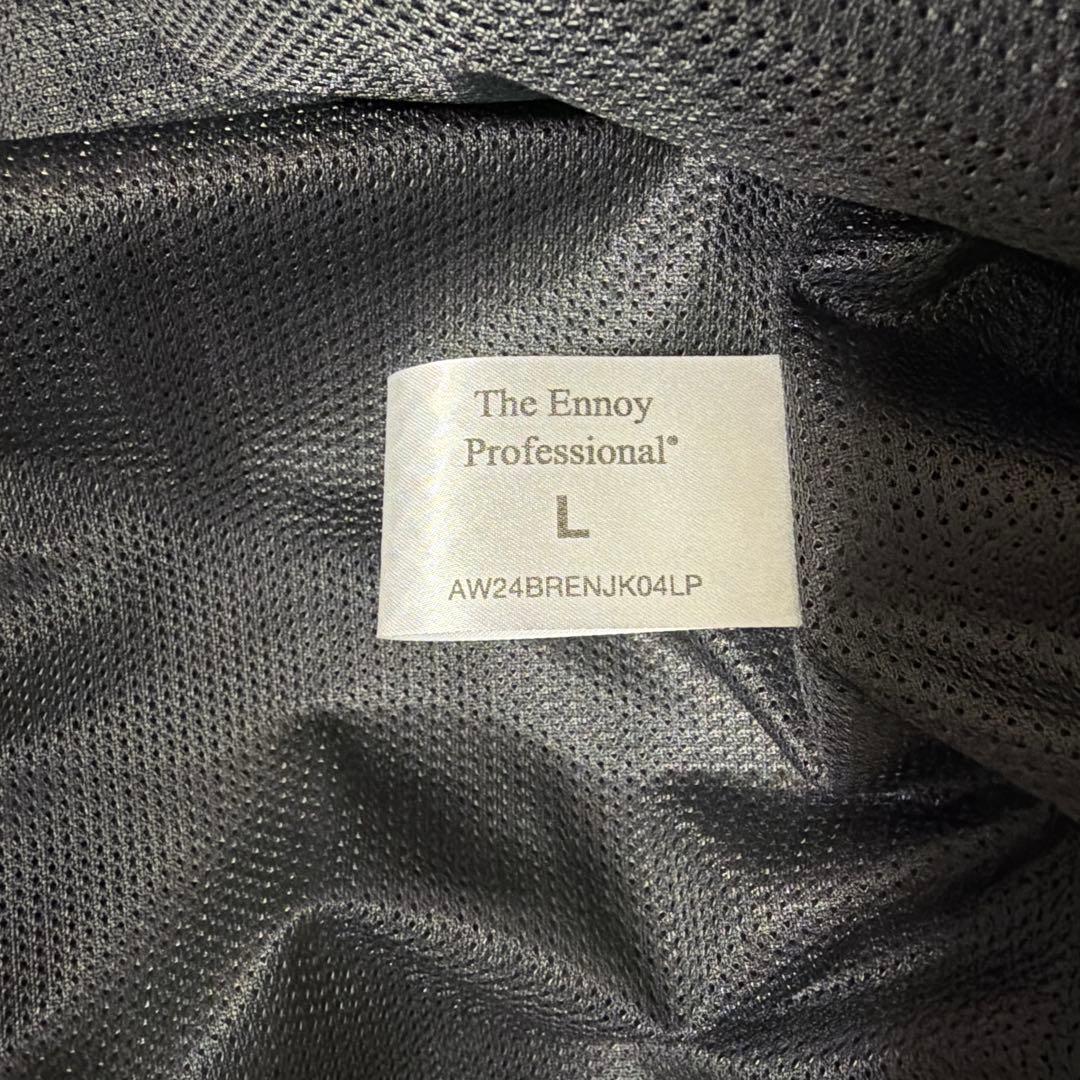 The Ennoy
Professional®
L
AW24BRENJK04LP